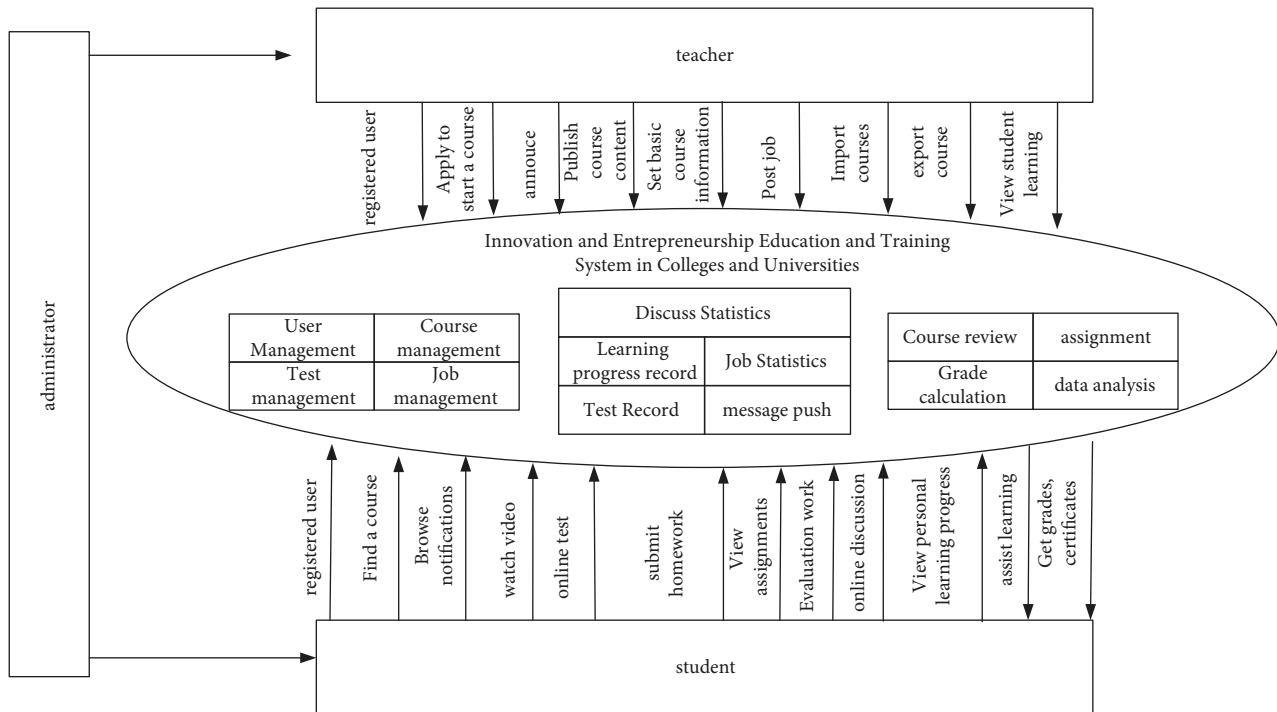 teacher
administrator
registered user
Apply to
start a course
annouce
Publish
course
content
Set basic
course
information
Post job
Import
courses
export
course
View student
learning
Innovation and Entrepreneurship Education and Training
System in Colleges and Universities
User
Management
Course
management
Test
management
Job
management
Discuss Statistics
Learning
progress record
Job Statistics
Test Record
message push
Course review
assignment
Grade
calculation
data analysis
registered user
Find a course
Browse
notifications
watch video
online test
submit
homework
View
assignments
Evaluation work
online discussion
View personal
learning progress
assist learning
Get grades,
certificates
student